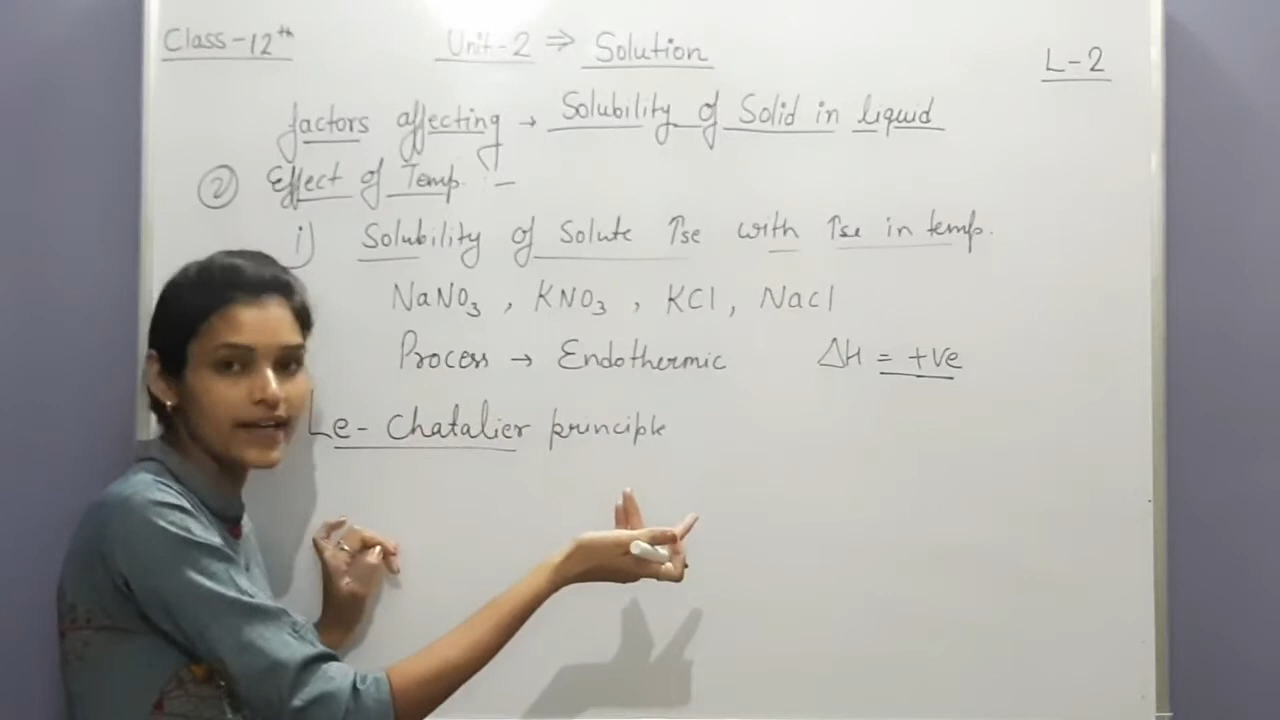 Class-12th
Unit-2 ⇒ Solution
L-2
factors affecting → Solubility of Solid in liquid
② Effect of Temp. :-
i) Solubility of Solute ↑se with ↑se in temp.
NaNO3 , KNO3 , KCl , Nacl
Process → Endothermic ΔH = +ve
Le-Chatalier principle